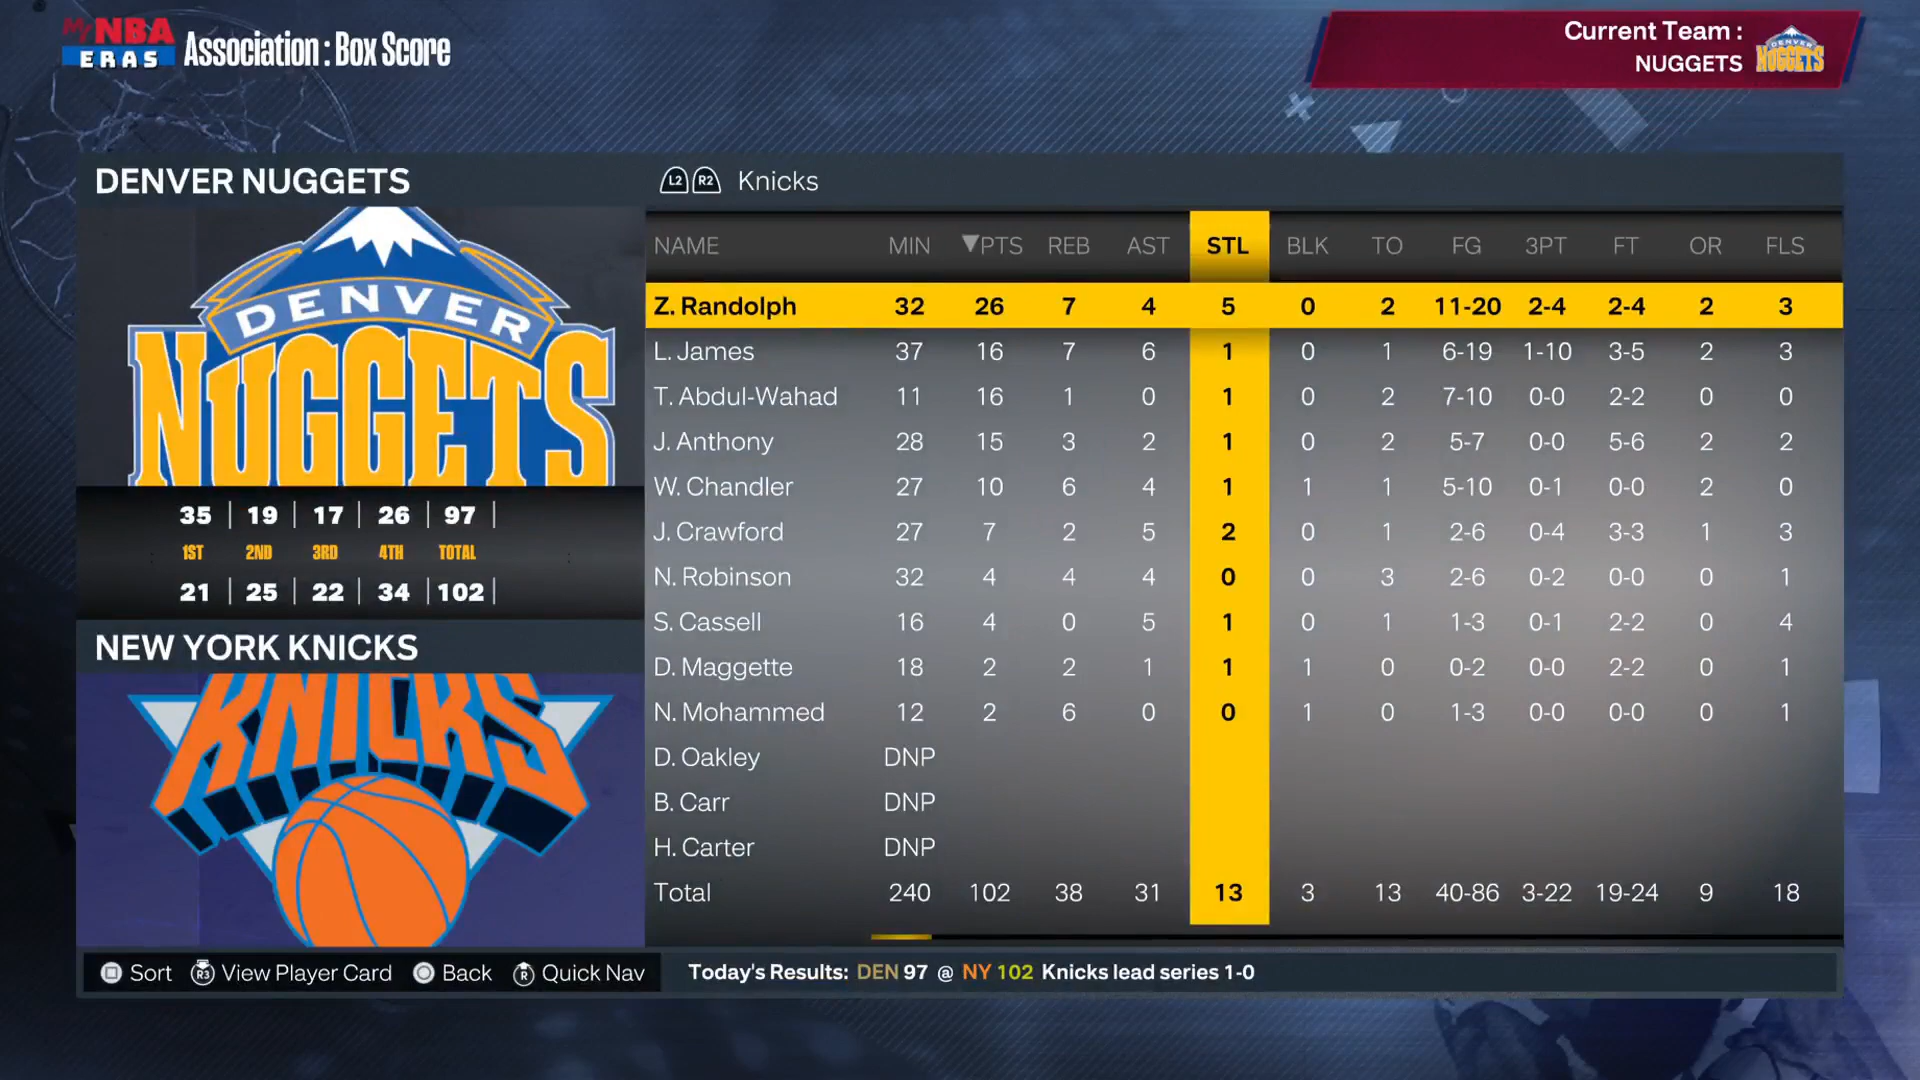 MyNBA ERAS Association : Box Score
Current Team :
NUGGETS
DENVER NUGGETS
DENVER NUGGETS
DENVER
NUGGETS
35 | 19 | 17 | 26 | 97 |
1ST 2ND 3RD 4TH TOTAL
21 | 25 | 22 | 34 | 102 |
NEW YORK KNICKS
KNICKS
L2 R2 Knicks
NAME MIN ▼PTS REB AST STL BLK TO FG 3PT FT OR FLS
Z. Randolph 32 26 7 4 5 0 2 11-20 2-4 2-4 2 3
L. James 37 16 7 6 1 0 1 6-19 1-10 3-5 2 3
T. Abdul-Wahad 11 16 1 0 1 0 2 7-10 0-0 2-2 0 0
J. Anthony 28 15 3 2 1 0 2 5-7 0-0 5-6 2 2
W. Chandler 27 10 6 4 1 1 1 5-10 0-1 0-0 2 0
J. Crawford 27 7 2 5 2 0 1 2-6 0-4 3-3 1 3
N. Robinson 32 4 4 4 0 0 3 2-6 0-2 0-0 0 1
S. Cassell 16 4 0 5 1 0 1 1-3 0-1 2-2 0 4
D. Maggette 18 2 2 1 1 1 0 0-2 0-0 2-2 0 1
N. Mohammed 12 2 6 0 0 1 0 1-3 0-0 0-0 0 1
D. Oakley DNP
B. Carr DNP
H. Carter DNP
Total 240 102 38 31 13 3 13 40-86 3-22 19-24 9 18
Sort R3 View Player Card Back R Quick Nav
Today's Results: DEN 97 @ NY 102 Knicks lead series 1-0